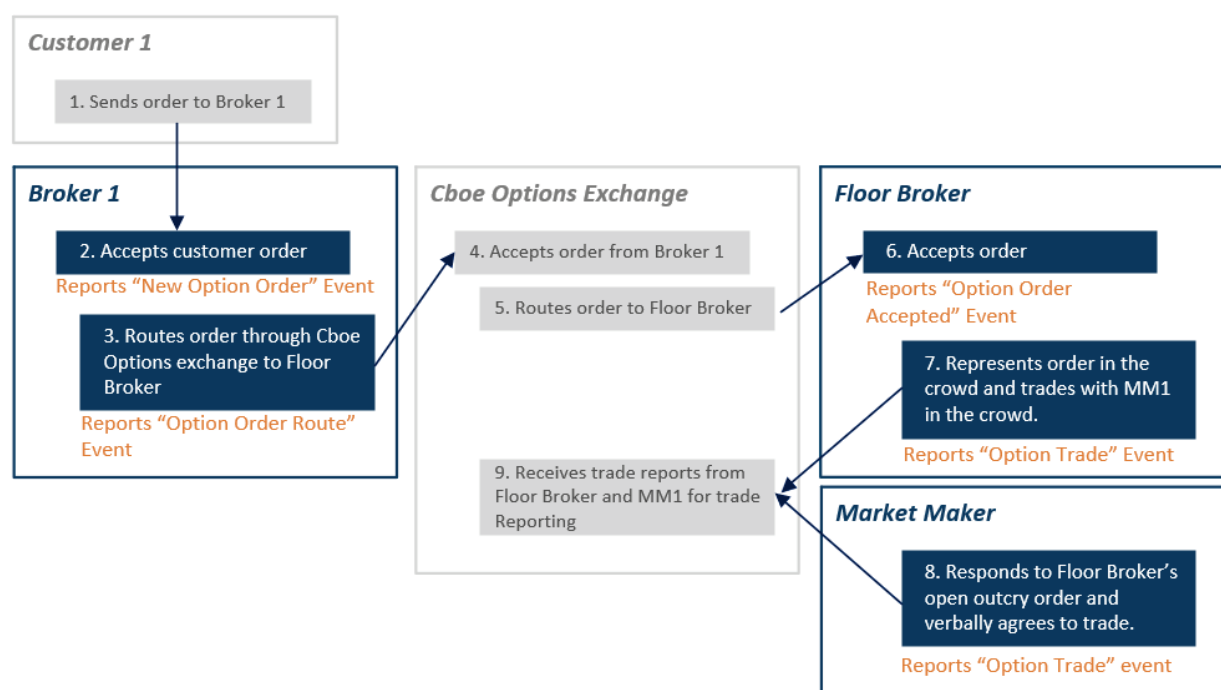 Customer 1
1. Sends order to Broker 1
Broker 1
2. Accepts customer order
Reports “New Option Order” Event
3. Routes order through Cboe
Options exchange to Floor
Broker
Reports “Option Order Route”
Event
Cboe Options Exchange
4. Accepts order from Broker 1
5. Routes order to Floor Broker
9. Receives trade reports from
Floor Broker and MM1 for trade
Reporting
Floor Broker
6. Accepts order
Reports “Option Order
Accepted” Event
7. Represents order in the
crowd and trades with MM1
in the crowd.
Reports “Option Trade” Event
Market Maker
8. Responds to Floor Broker’s
open outcry order and
verbally agrees to trade.
Reports “Option Trade” event